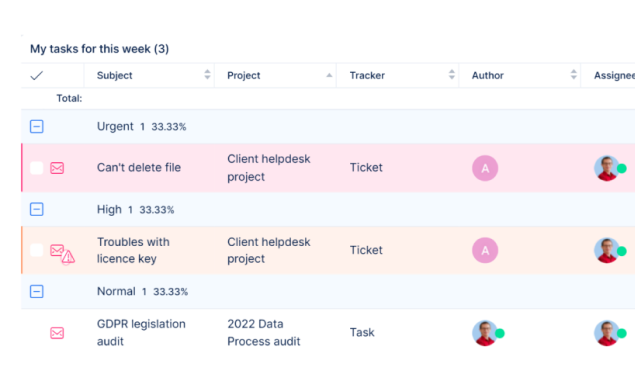 My tasks for this week (3)
Subject Project Tracker Author Assignee
Total:
Urgent 1 33.33%
Can't delete file Client helpdesk Ticket A
project
High 1 33.33%
Troubles with Client helpdesk Ticket A
licence key project
Normal 1 33.33%
GDPR legislation 2022 Data Task
audit Process audit